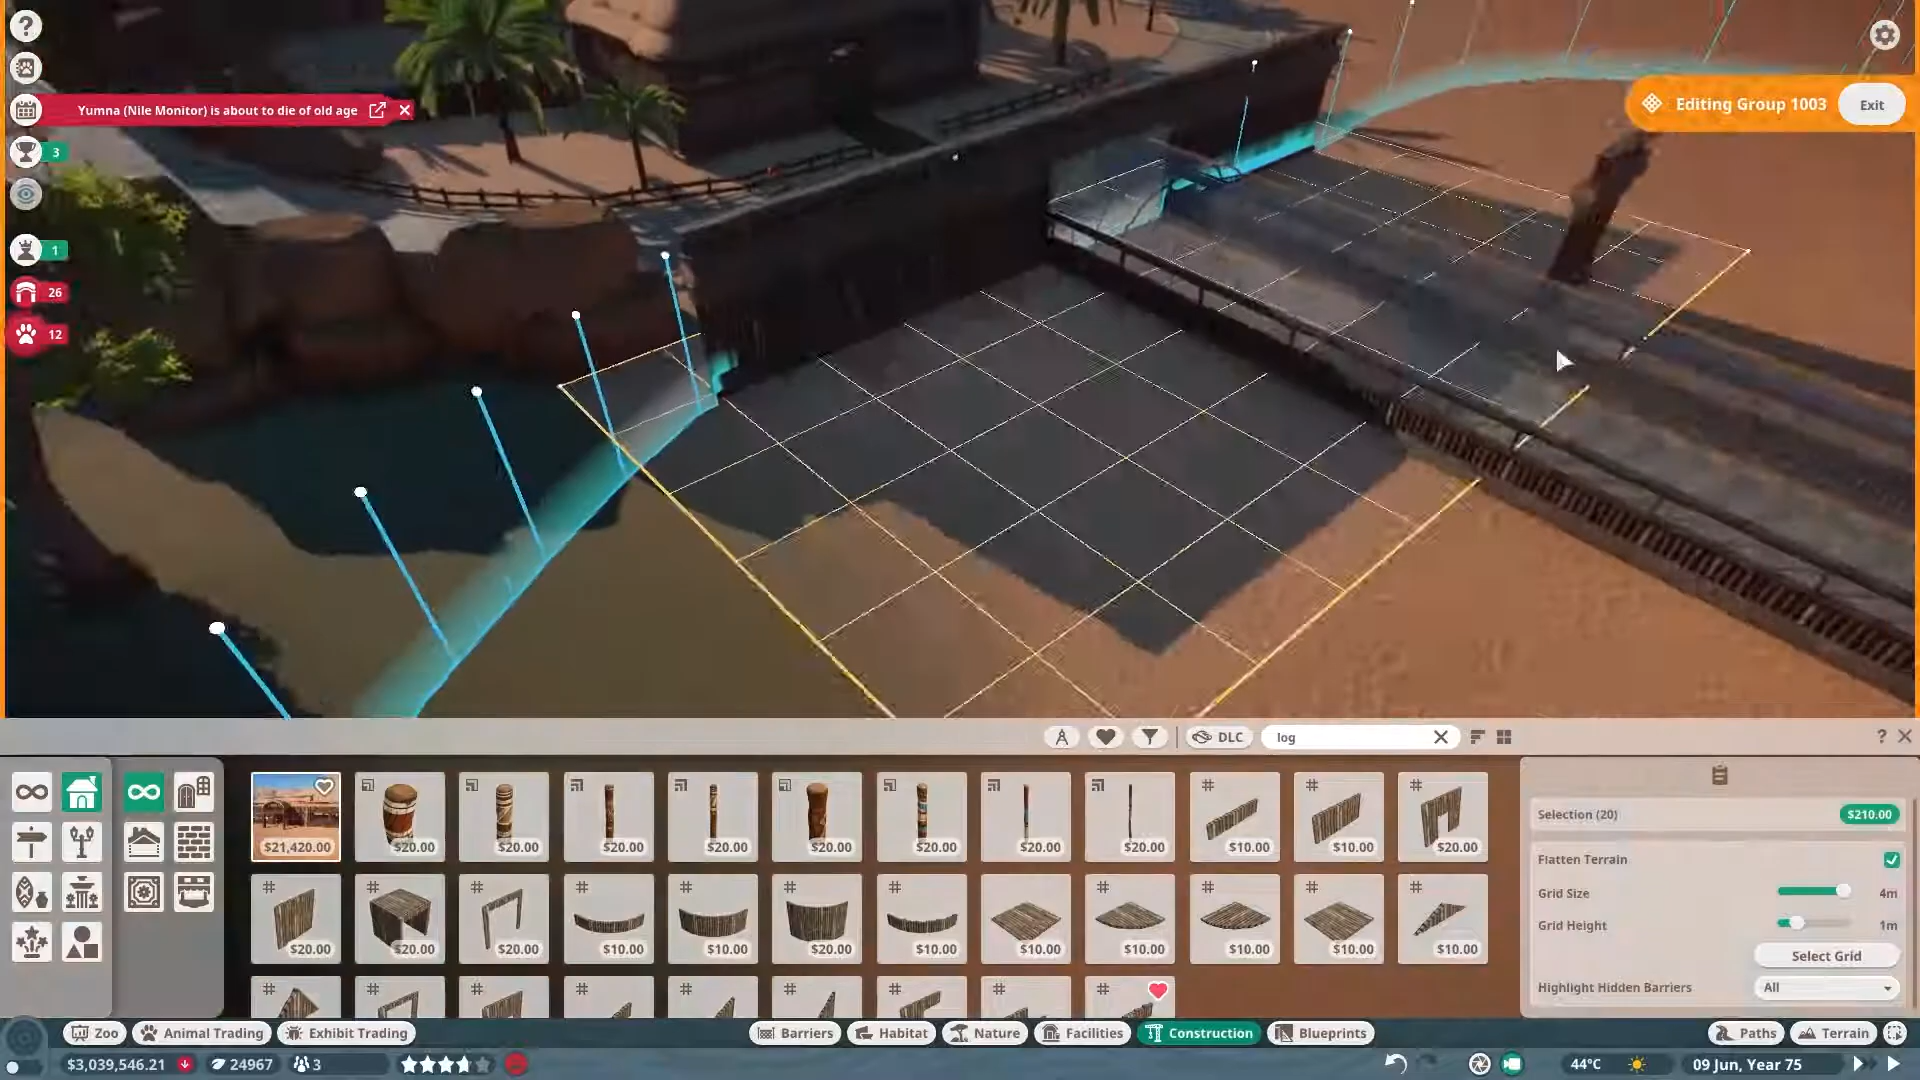 ?
Yumna (Nile Monitor) is about to die of old age
3
1
26
12
Editing Group 1003
Exit
DLC
log
?
$21,420.00
$20.00
$20.00
$20.00
$20.00
$20.00
$20.00
$20.00
$20.00
$10.00
$10.00
$20.00
$20.00
$20.00
$20.00
$10.00
$10.00
$20.00
$10.00
$10.00
$10.00
$10.00
$10.00
$10.00
Selection (20)
$210.00
Flatten Terrain
Grid Size
4m
Grid Height
1m
Select Grid
Highlight Hidden Barriers
All
Zoo
Animal Trading
Exhibit Trading
Barriers
Habitat
Nature
Facilities
Construction
Blueprints
Paths
Terrain
$3,039,546.21
24967
3
44°C
09 Jun, Year 75